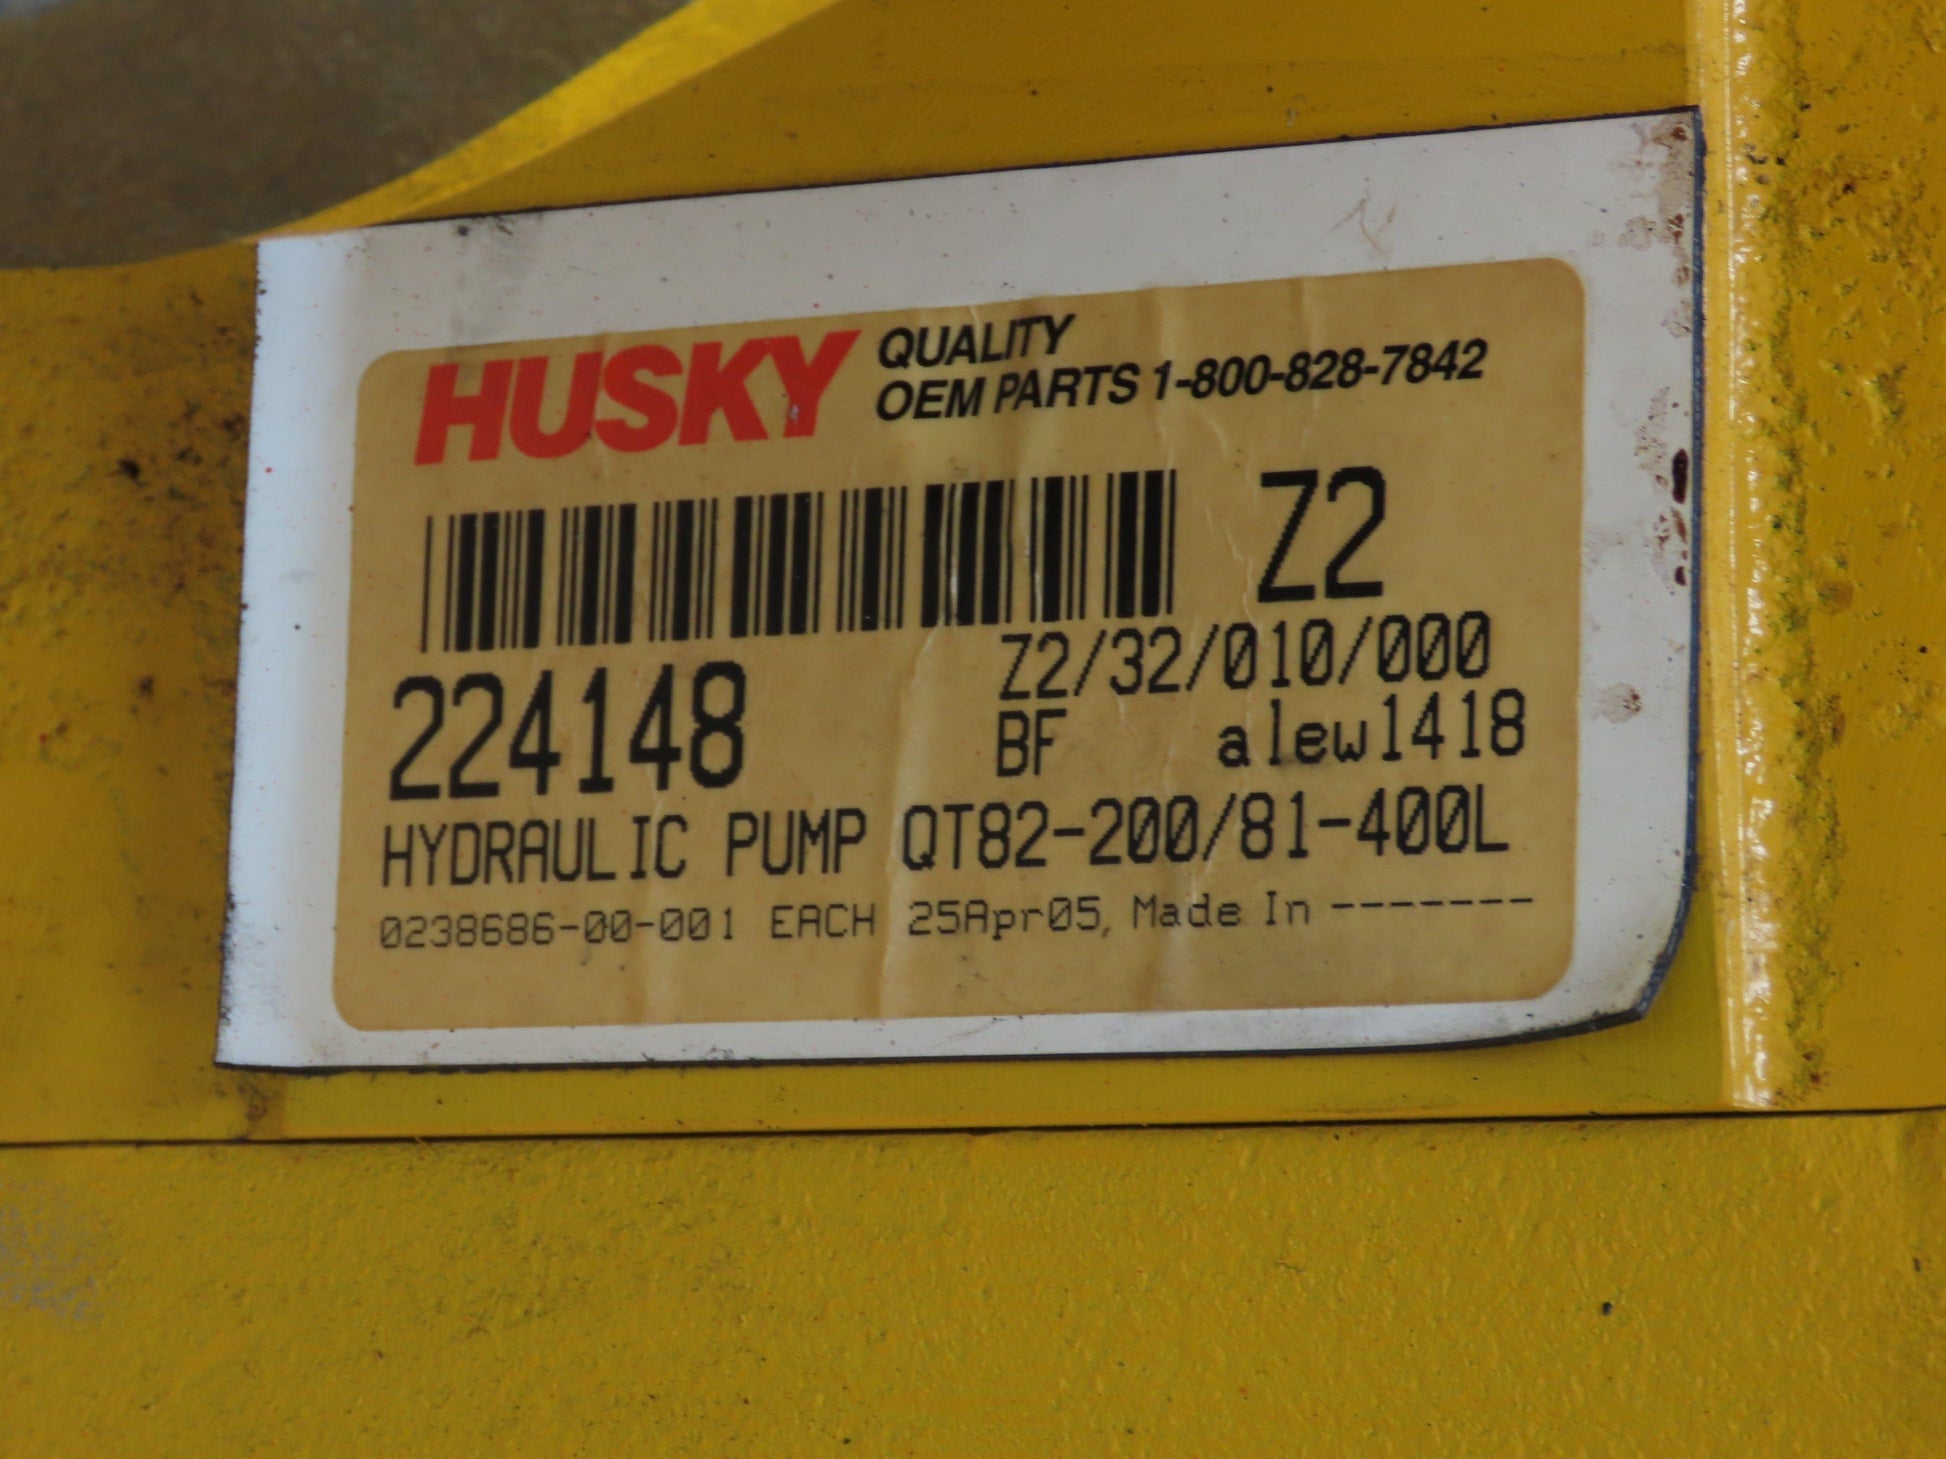 HUSKY QUALITY
OEM PARTS 1-800-828-7842
Z2
Z2/32/010/000
224148 BF alew1418
HYDRAULIC PUMP QT82-200/81-400L
0238686-00-001 EACH 25Apr05, Made In -------